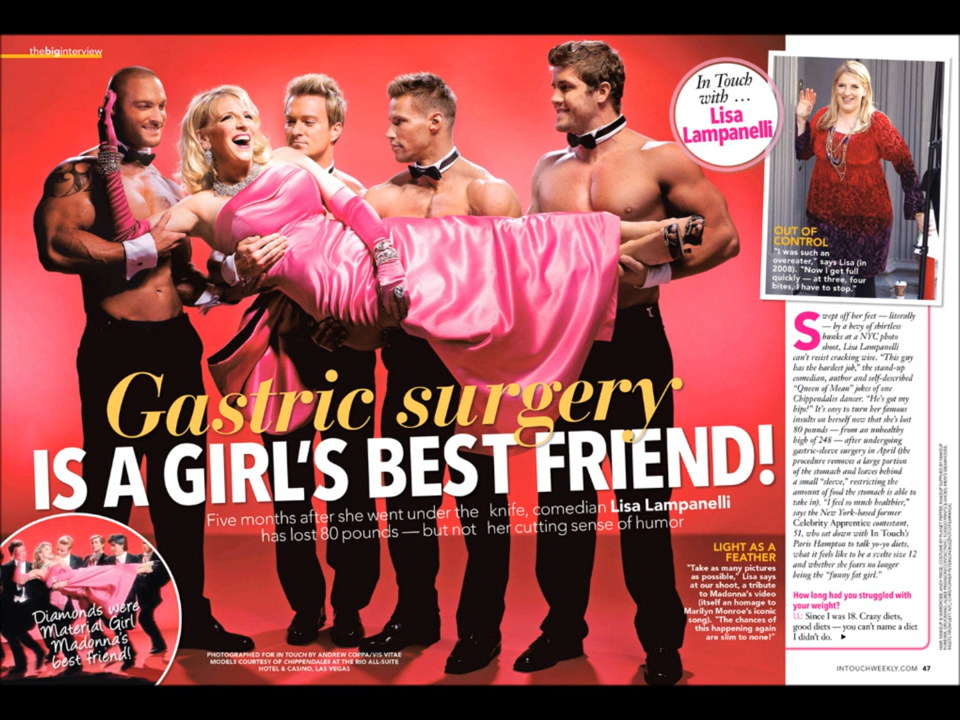 thebiginterview
In Touch
with ...
Lisa
Lampanelli
OUT OF
CONTROL
"I was such an
overeater," says Lisa (in
2008). "Now I get full
quickly — at three, four
bites, I have to stop."
Gastric surgery
IS A GIRL'S BEST FRIEND!
Five months after she went under the knife, comedian Lisa Lampanelli
has lost 80 pounds — but not her cutting sense of humor
Diamonds were
Material Girl
Madonna's
best friend!
LIGHT AS A
FEATHER
"Take as many pictures
as possible," Lisa says
at our shoot, a tribute
to Madonna's video
(itself an homage to
Marilyn Monroe's iconic
song). "The chances of
this happening again
are slim to none!"
PHOTOGRAPHED FOR IN TOUCH BY ANDREW COPPA/VIS VITAE
MODELS COURTESY OF CHIPPENDALES AT THE RIO ALL-SUITE
HOTEL & CASINO, LAS VEGAS
Swept off her feet — literally
— by a bevy of shirtless
hunks at a NYC photo
shoot, Lisa Lampanelli
can't resist cracking wise. "This guy
has the hardest job," the stand-up
comedian, author and self-described
"Queen of Mean" jokes of one
Chippendales dancer. "He's got my
hips!" It's easy to turn her famous
insults on herself now that she's lost
80 pounds — from an unhealthy
high of 248 — after undergoing
gastric-sleeve surgery in April (the
procedure removes a large portion
of the stomach and leaves behind
a small "sleeve," restricting the
amount of food the stomach is able to
take in). "I feel so much healthier,"
says the New York-based former
Celebrity Apprentice contestant,
51, who sat down with In Touch's
Paris Hampton to talk yo-yo diets,
what it feels like to be a svelte size 12
and whether she fears no longer
being the "funny fat girl."
How long had you struggled with
your weight?
LL: Since I was 18. Crazy diets,
good diets — you can't name a diet
I didn't do.
INTOUCHWEEKLY.COM 47